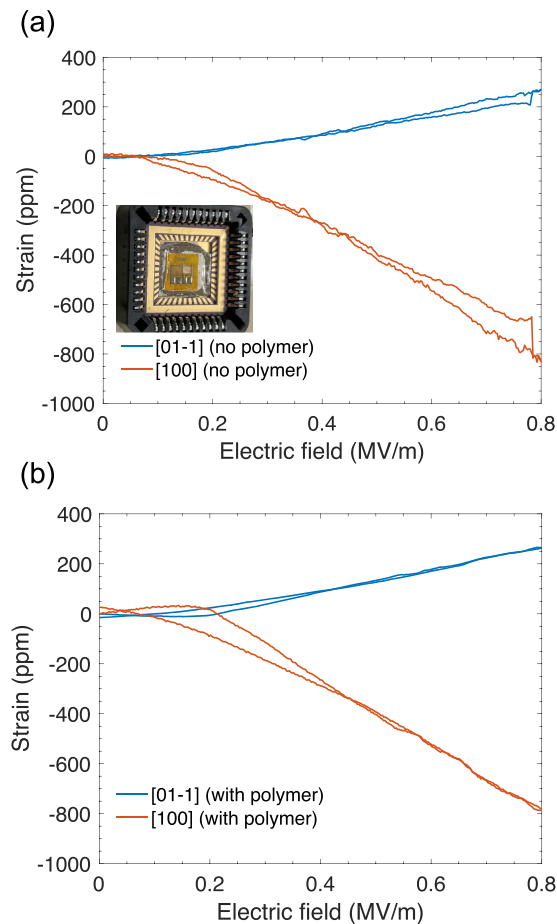 (a)
400
200
0
-200
-400
-600
-800
-1000
Strain (ppm)
[01-1] (no polymer)
[100] (no polymer)
0
0.2
0.4
0.6
0.8
Electric field (MV/m)
(b)
400
200
0
-200
-400
-600
-800
-1000
Strain (ppm)
[01-1] (with polymer)
[100] (with polymer)
0
0.2
0.4
0.6
0.8
Electric field (MV/m)